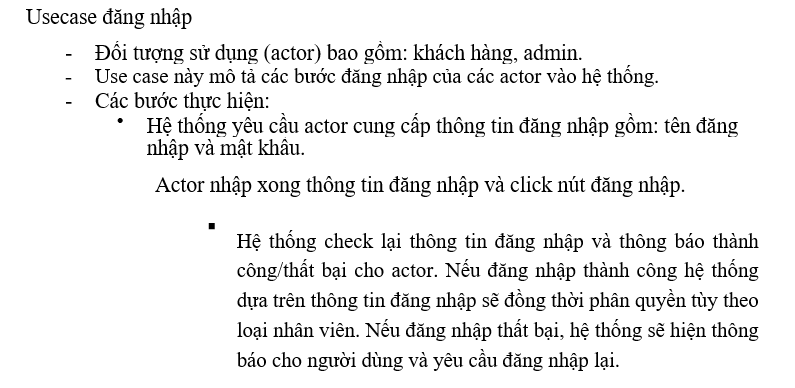 Usecase đăng nhập
- Đối tượng sử dụng (actor) bao gồm: khách hàng, admin.
- Use case này mô tả các bước đăng nhập của các actor vào hệ thống.
- Các bước thực hiện:
• Hệ thống yêu cầu actor cung cấp thông tin đăng nhập gồm: tên đăng
nhập và mật khâu.
Actor nhập xong thông tin đăng nhập và click nút đăng nhập.
▪ Hệ thống check lại thông tin đăng nhập và thông báo thành
công/thất bại cho actor. Nếu đăng nhập thành công hệ thống
dựa trên thông tin đăng nhập sẽ đồng thời phân quyền tùy theo
loại nhân viên. Nếu đăng nhập thất bại, hệ thống sẽ hiện thông
báo cho người dùng và yêu cầu đăng nhập lại.